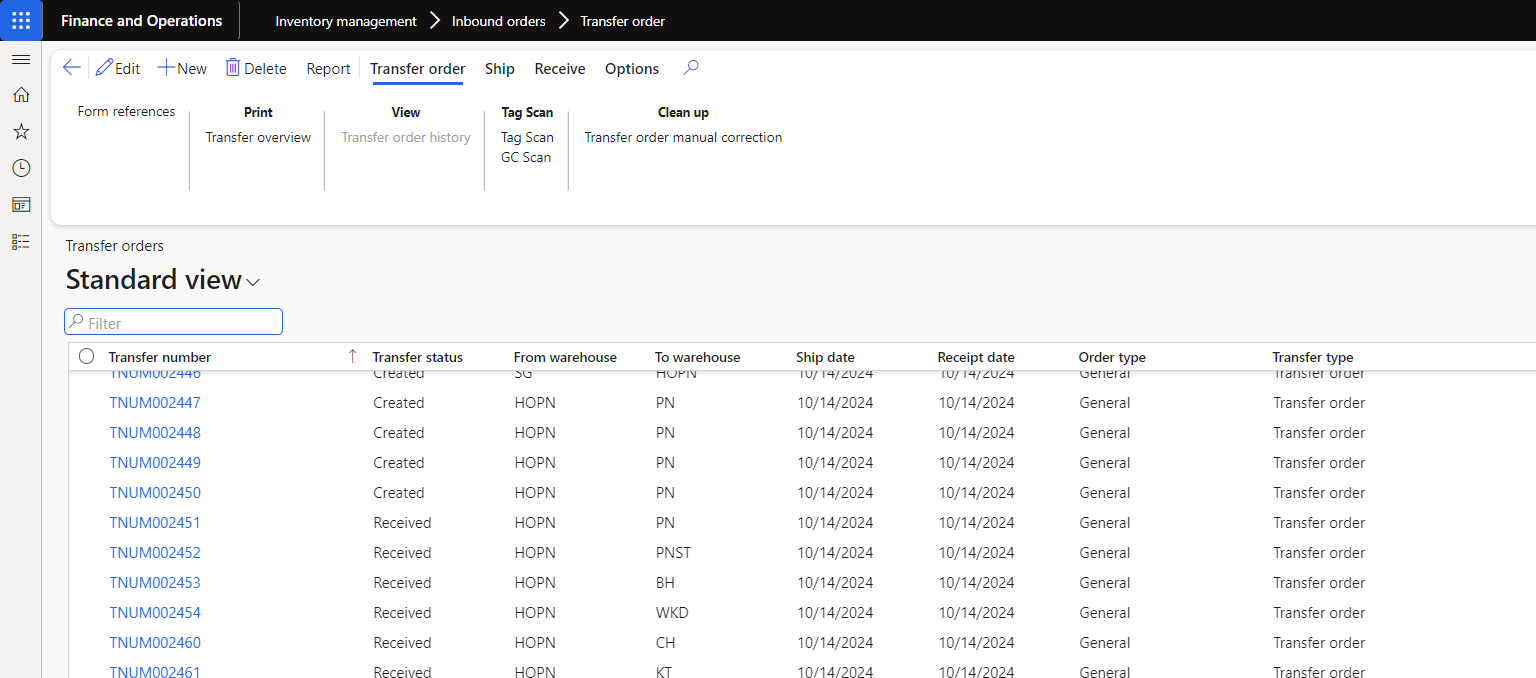 Finance and Operations Inventory management Inbound orders Transfer order
Edit New Delete Report Transfer order Ship Receive Options
Form references Print View Tag Scan Clean up
Transfer overview Transfer order history Tag Scan Transfer order manual correction
GC Scan
Transfer orders
Standard view
Filter
Transfer number Transfer status From warehouse To warehouse Ship date Receipt date Order type Transfer type
TNUM002446 Created SG HOPN 10/14/2024 10/14/2024 General Transfer order
TNUM002447 Created HOPN PN 10/14/2024 10/14/2024 General Transfer order
TNUM002448 Created HOPN PN 10/14/2024 10/14/2024 General Transfer order
TNUM002449 Created HOPN PN 10/14/2024 10/14/2024 General Transfer order
TNUM002450 Created HOPN PN 10/14/2024 10/14/2024 General Transfer order
TNUM002451 Received HOPN PN 10/14/2024 10/14/2024 General Transfer order
TNUM002452 Received HOPN PNST 10/14/2024 10/14/2024 General Transfer order
TNUM002453 Received HOPN BH 10/14/2024 10/14/2024 General Transfer order
TNUM002454 Received HOPN WKD 10/14/2024 10/14/2024 General Transfer order
TNUM002460 Received HOPN CH 10/14/2024 10/14/2024 General Transfer order
TNUM002461 Received HOPN KT 10/14/2024 10/14/2024 General Transfer order